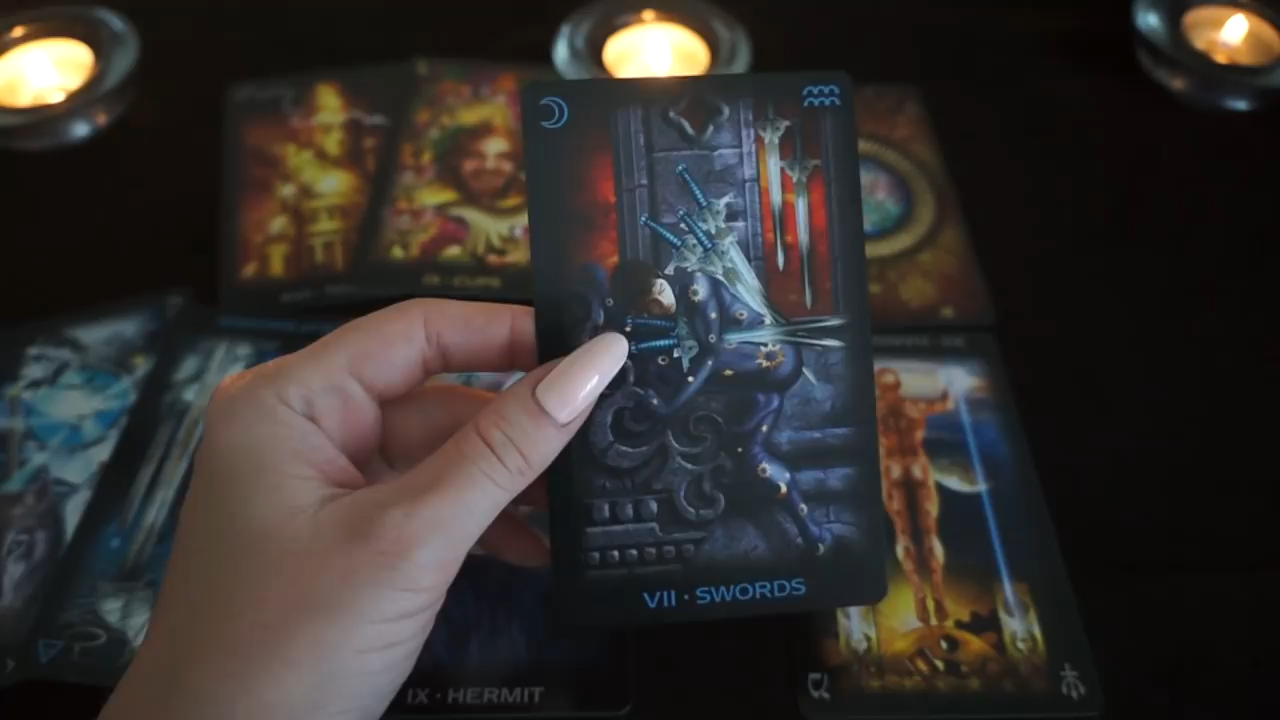 IX · CUPS
VII · SWORDS
IX · HERMIT